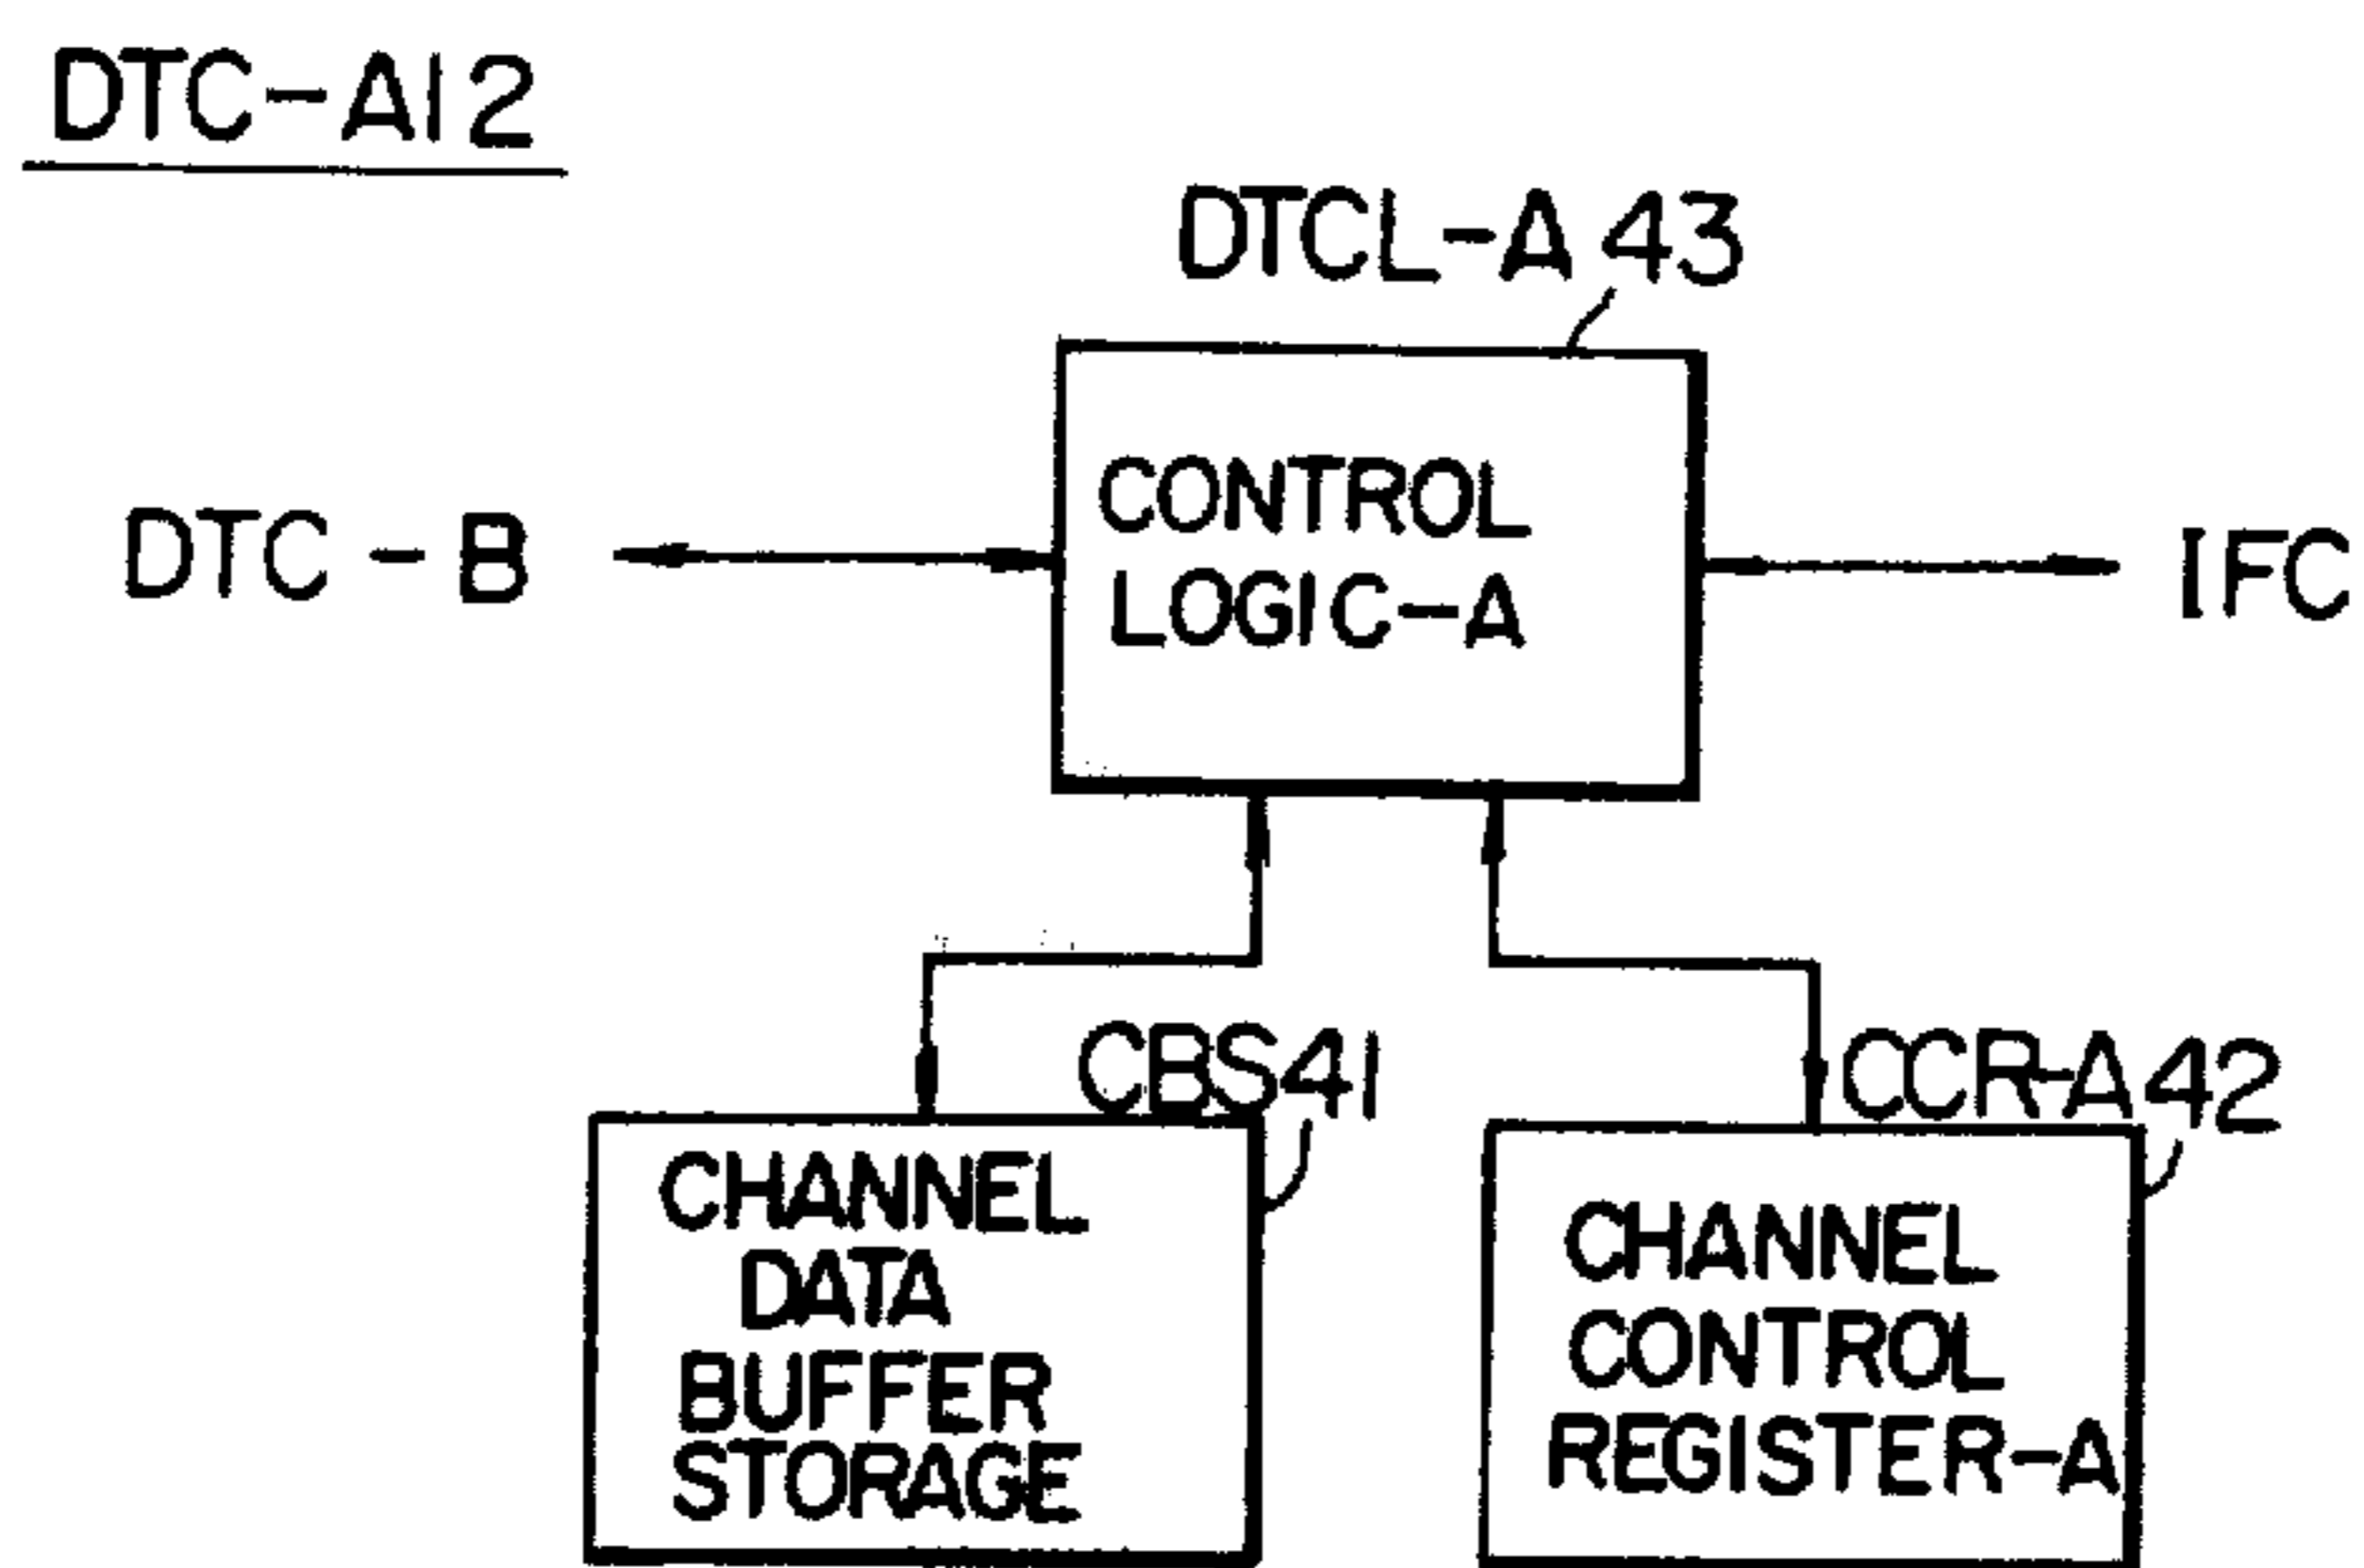 DTC-A12
DTCL-A 43
CONTROL
LOGIC-A
DTC - B
IFC
CBS41
CCR-A42
CHANNEL
DATA
BUFFER
STORAGE
CHANNEL
CONTROL
REGISTER-A